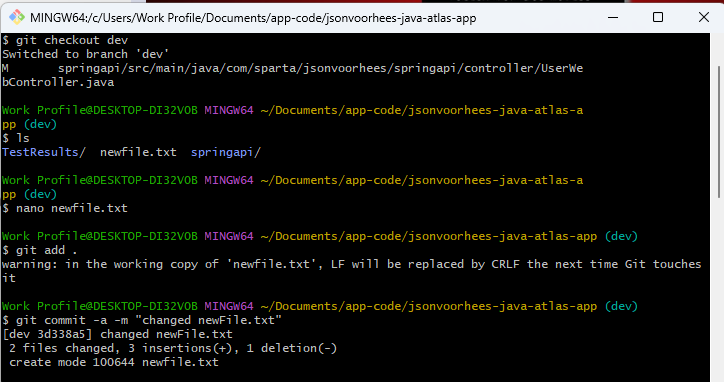 MINGW64:/c/Users/Work Profile/Documents/app-code/jsonvoorhees-java-atlas-app
$ git checkout dev
Switched to branch 'dev'
M       springapi/src/main/java/com/sparta/jsonvoorhees/springapi/controller/UserWe
bController.java
Work Profile@DESKTOP-DI32VOB MINGW64 ~/Documents/app-code/jsonvoorhees-java-atlas-a
pp (dev)
$ ls
TestResults/  newfile.txt  springapi/
Work Profile@DESKTOP-DI32VOB MINGW64 ~/Documents/app-code/jsonvoorhees-java-atlas-a
pp (dev)
$ nano newfile.txt
Work Profile@DESKTOP-DI32VOB MINGW64 ~/Documents/app-code/jsonvoorhees-java-atlas-app (dev)
$ git add .
warning: in the working copy of 'newfile.txt', LF will be replaced by CRLF the next time Git touches
it
Work Profile@DESKTOP-DI32VOB MINGW64 ~/Documents/app-code/jsonvoorhees-java-atlas-app (dev)
$ git commit -a -m "changed newFile.txt"
[dev 3d338a5] changed newFile.txt
 2 files changed, 3 insertions(+), 1 deletion(-)
 create mode 100644 newfile.txt